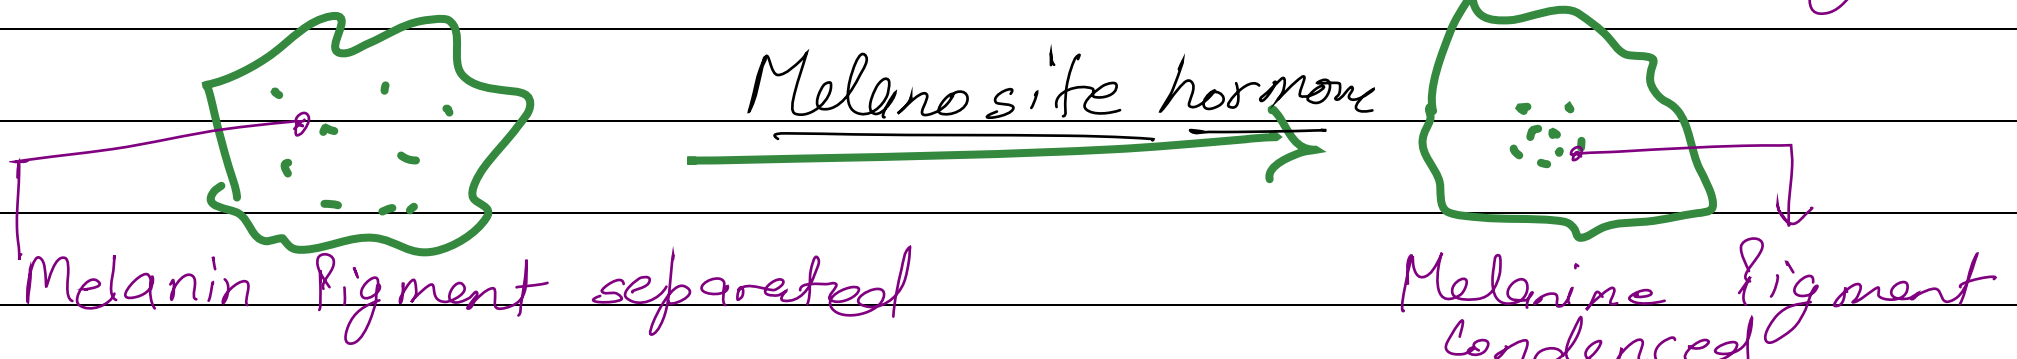 Melanosite hormone
Melanin Pigment separated
Melanine Pigment
condenced